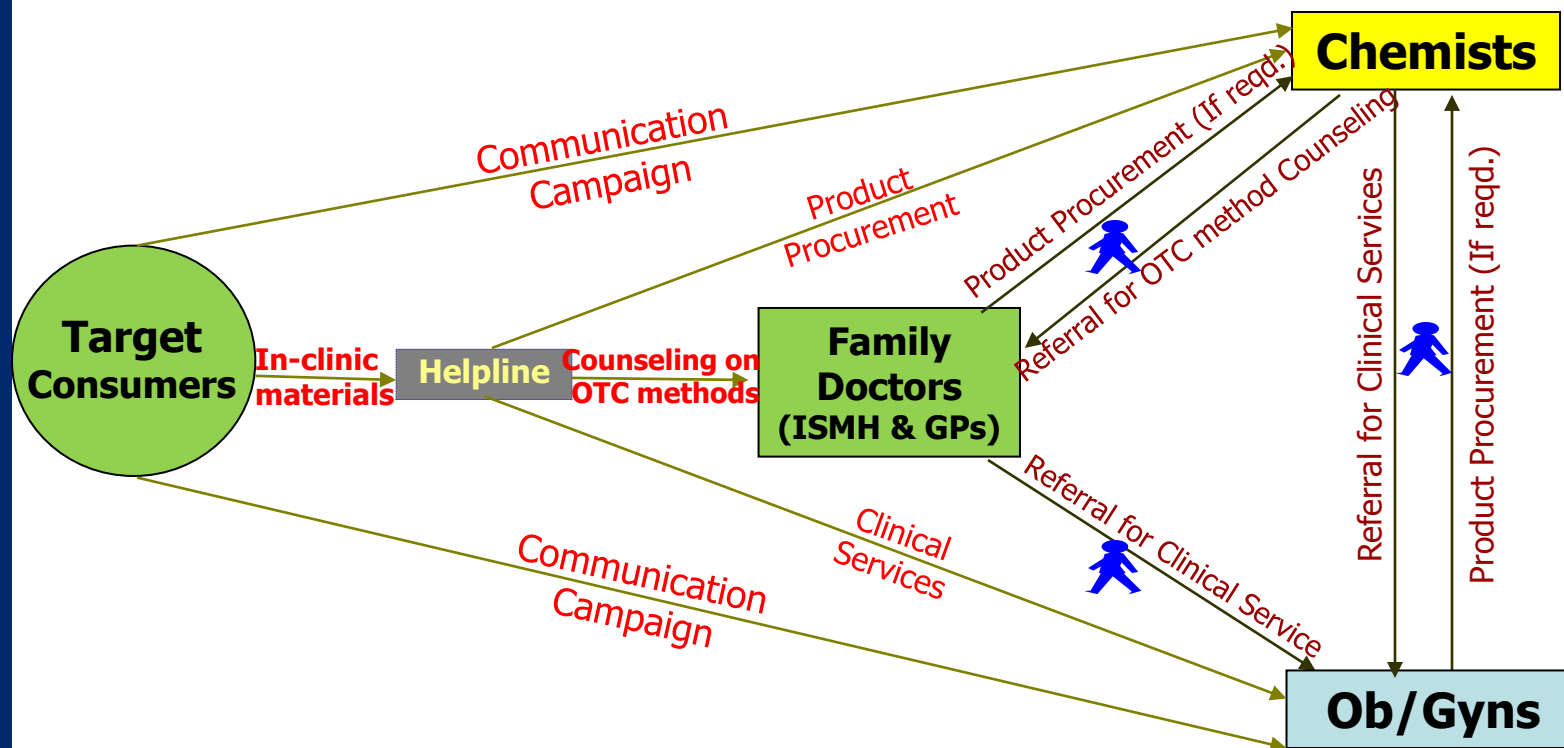 Chemists
Communication
Campaign
Product
Procurement
Product Procurement (If reqd.)
Referral for OTC method Counseling
Referral for Clinical Services
Product Procurement (If reqd.)
Target
Consumers
In-clinic
materials
Helpline
Counseling on
OTC methods
Family
Doctors
(ISMH & GPs)
Referral for Clinical Service
Clinical
Services
Communication
Campaign
Ob/Gyns